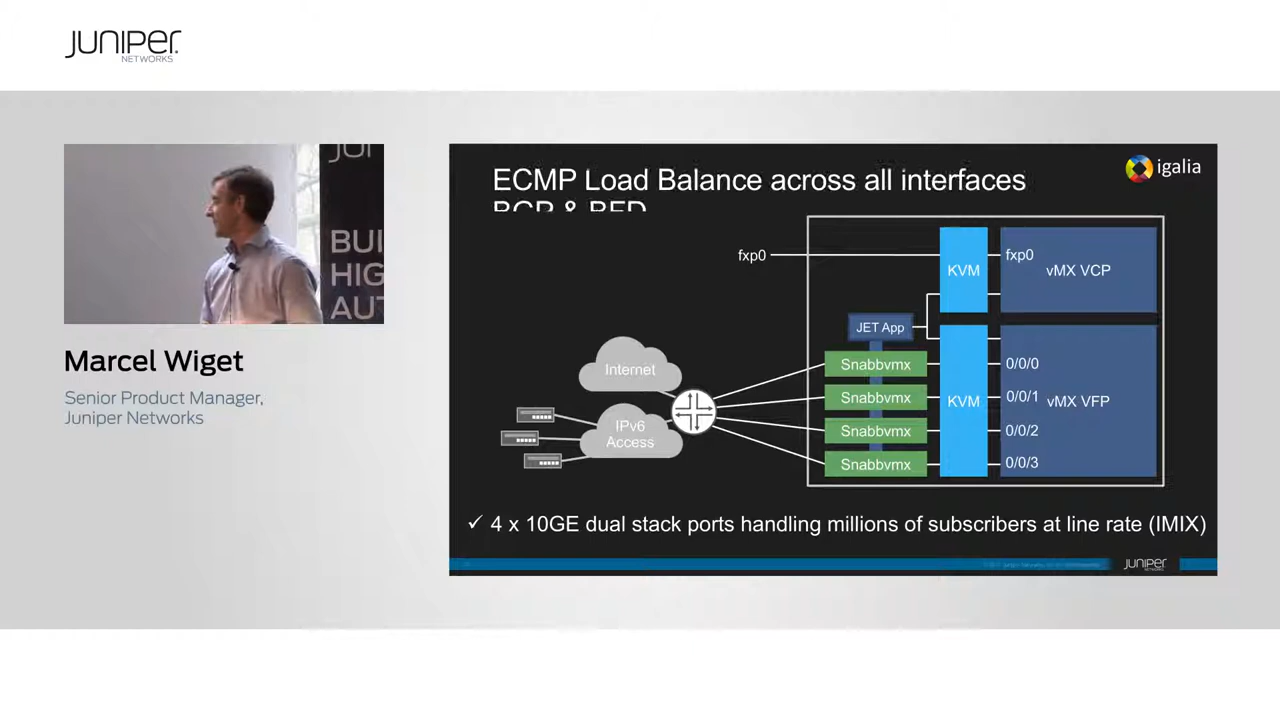 JUNIPER
NETWORKS
BUI
HIG
AUT
Marcel Wiget
Senior Product Manager,
Juniper Networks
ECMP Load Balance across all interfaces
igalia
fxp0
KVM
fxp0
vMX VCP
JET App
Internet
IPv6
Access
Snabbvmx
Snabbvmx
Snabbvmx
Snabbvmx
KVM
0/0/0
0/0/1
vMX VFP
0/0/2
0/0/3
✓ 4 x 10GE dual stack ports handling millions of subscribers at line rate (IMIX)
JUNIPER
NETWORKS